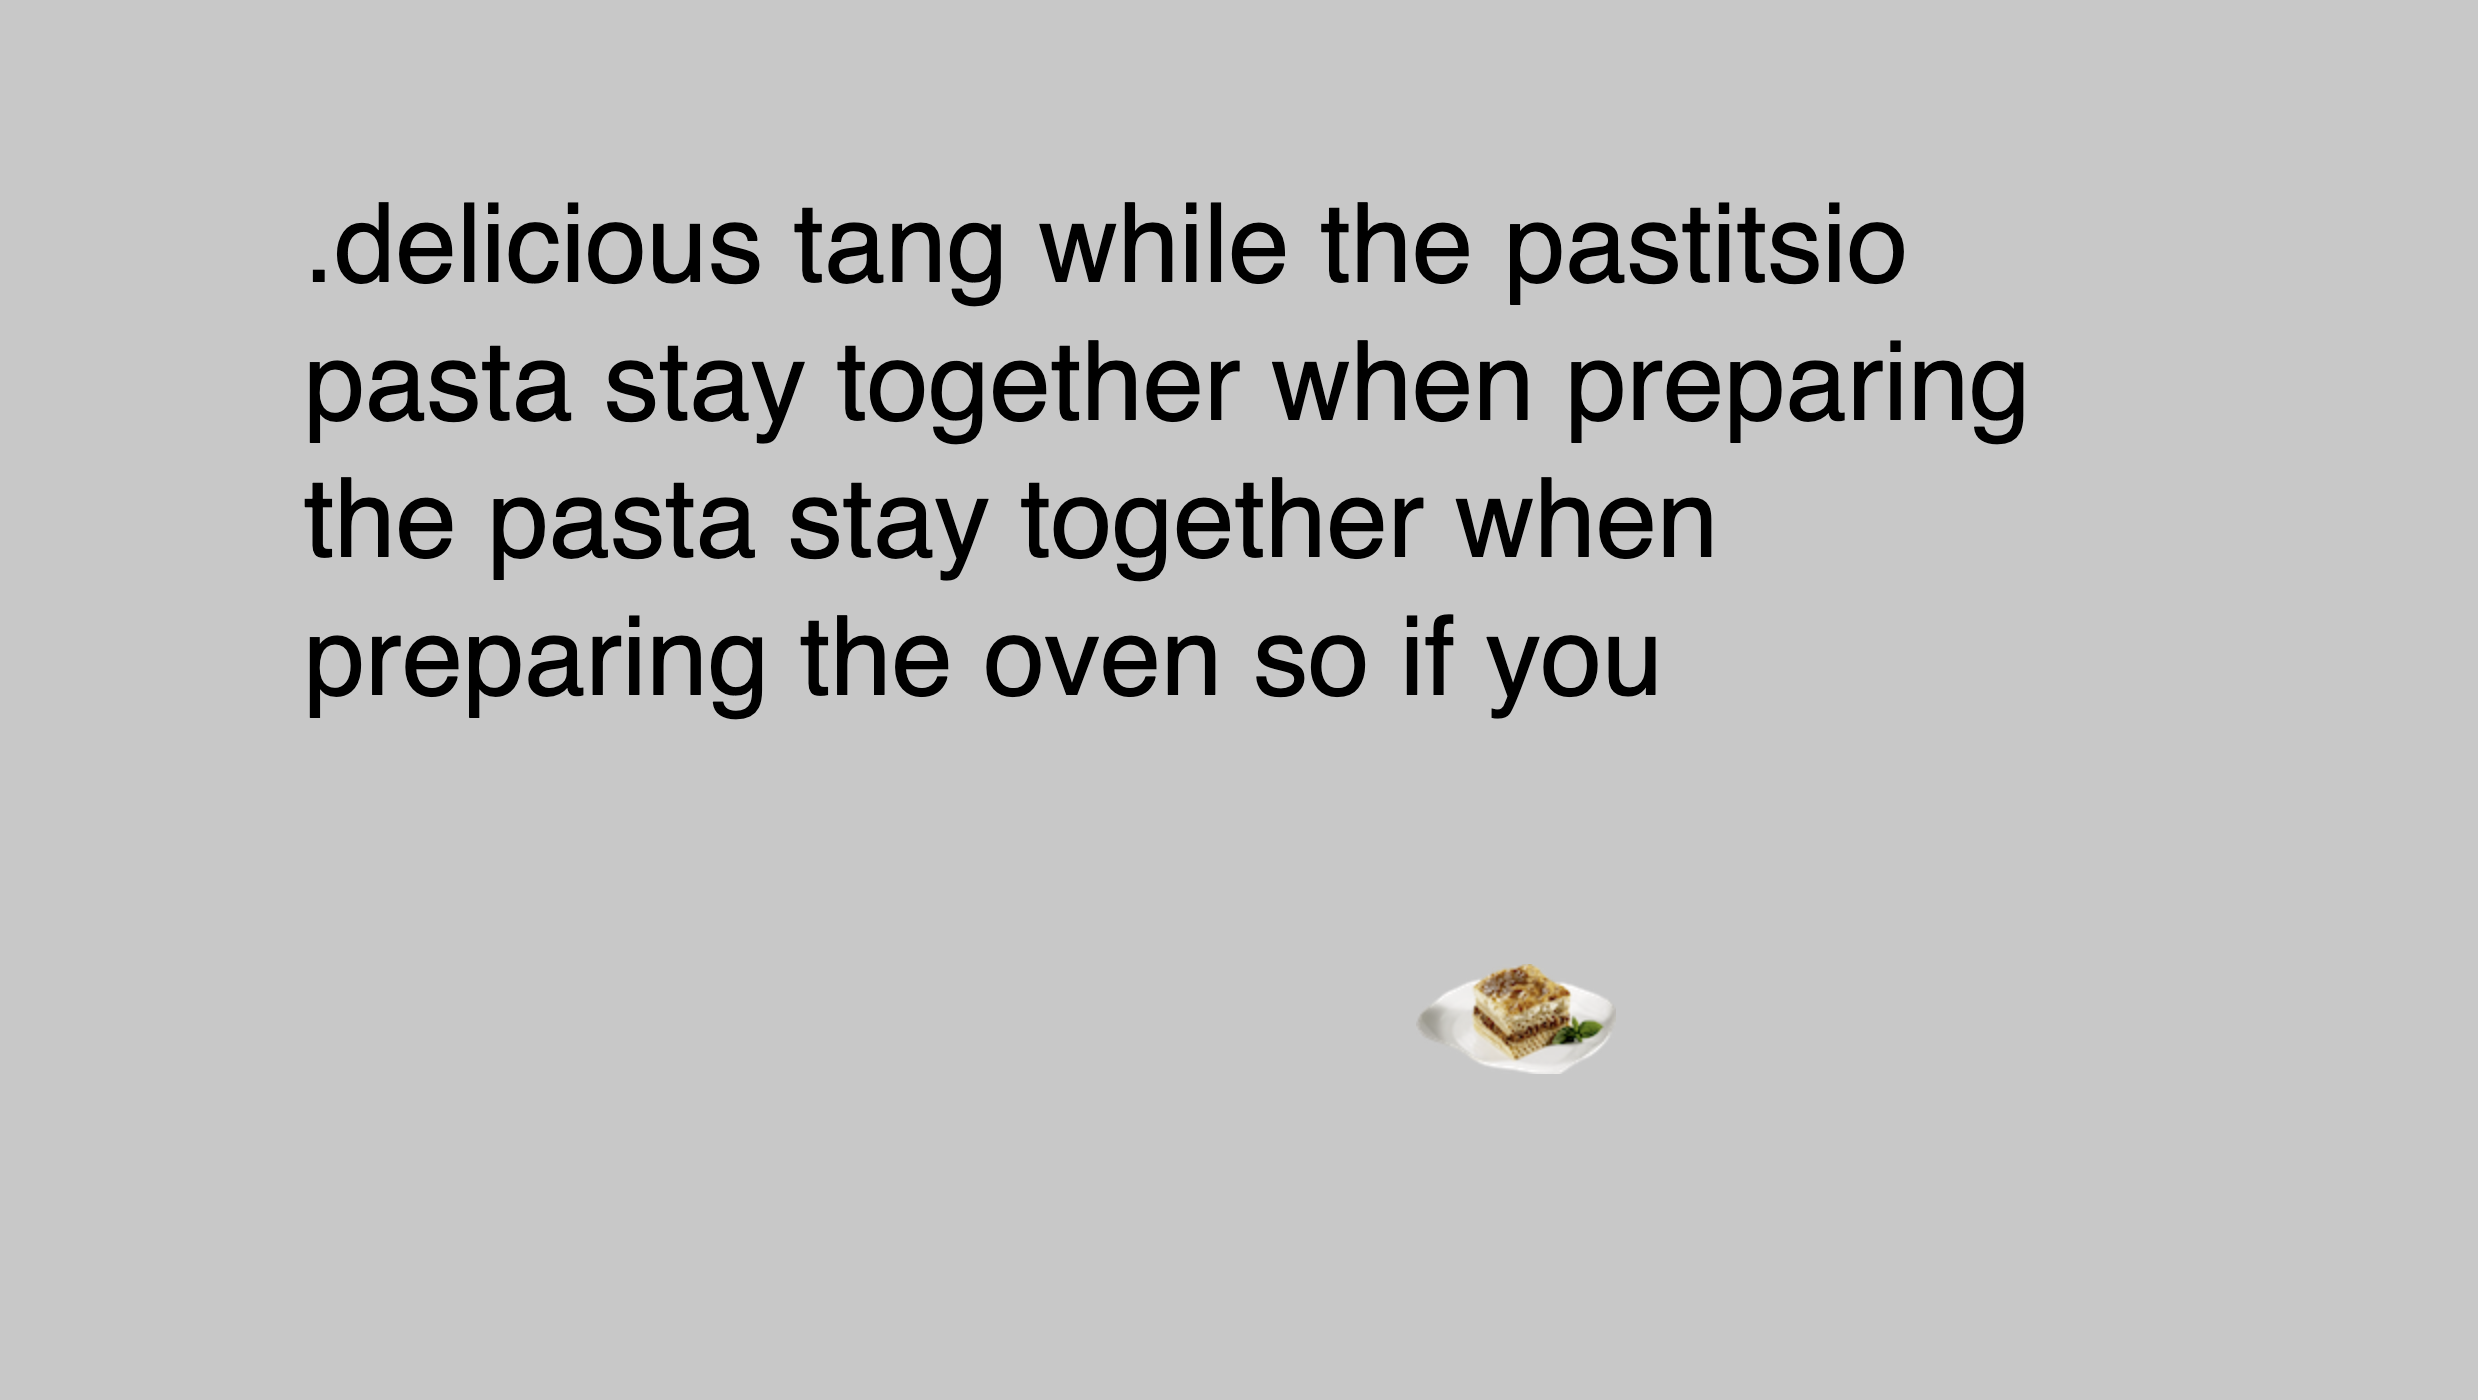 .delicious tang while the pastitsio
pasta stay together when preparing
the pasta stay together when
preparing the oven so if you